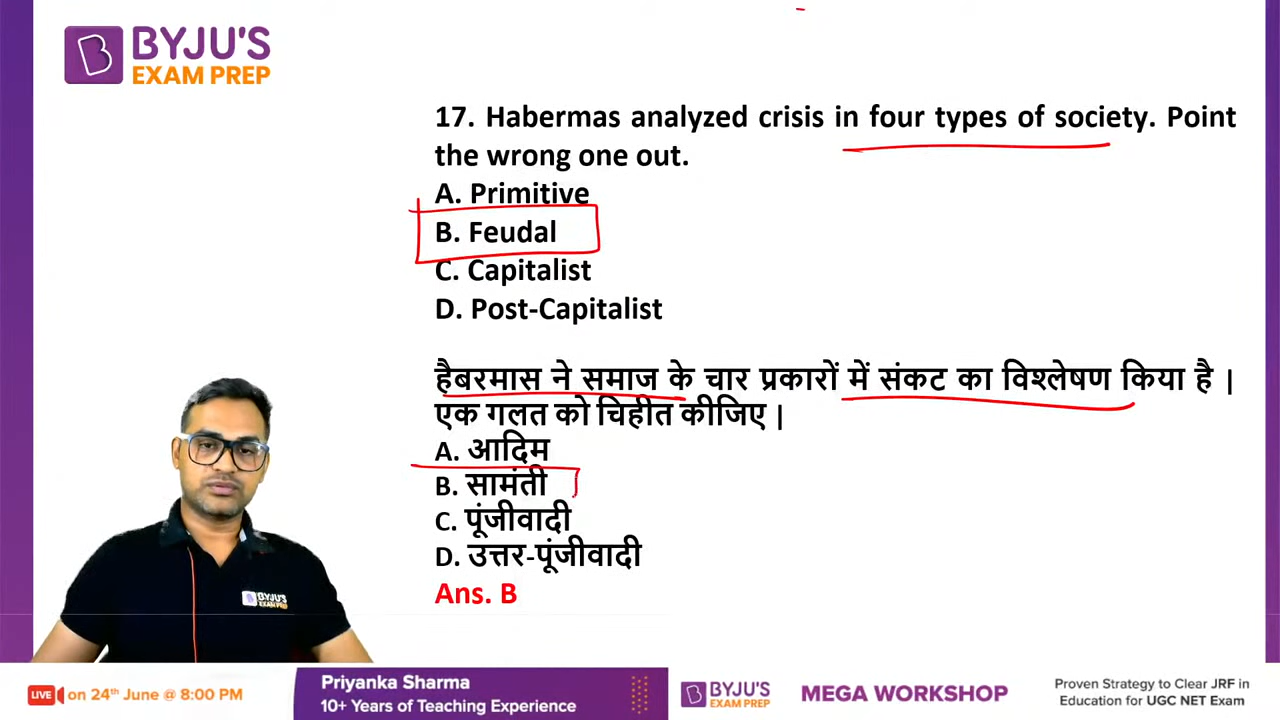 BYJU'S
EXAM PREP
17. Habermas analyzed crisis in four types of society. Point
the wrong one out.
A. Primitive
B. Feudal
C. Capitalist
D. Post-Capitalist
हैबरमास ने समाज के चार प्रकारों में संकट का विश्लेषण किया है |
एक गलत को चिहीत कीजिए |
A. आदिम
B. सामंती
C. पूंजीवादी
D. उत्तर-पूंजीवादी
Ans. B
BYJU'S
EXAM PREP
LIVE on 24th June @ 8:00 PM
Priyanka Sharma
10+ Years of Teaching Experience
BYJU'S
EXAM PREP
MEGA WORKSHOP
Proven Strategy to Clear JRF in
Education for UGC NET Exam